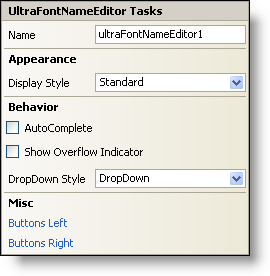 UltraFontNameEditor Tasks
Name ultraFontNameEditor1
Appearance
Display Style Standard
Behavior
AutoComplete
Show Overflow Indicator
DropDown Style DropDown
Misc
Buttons Left
Buttons Right